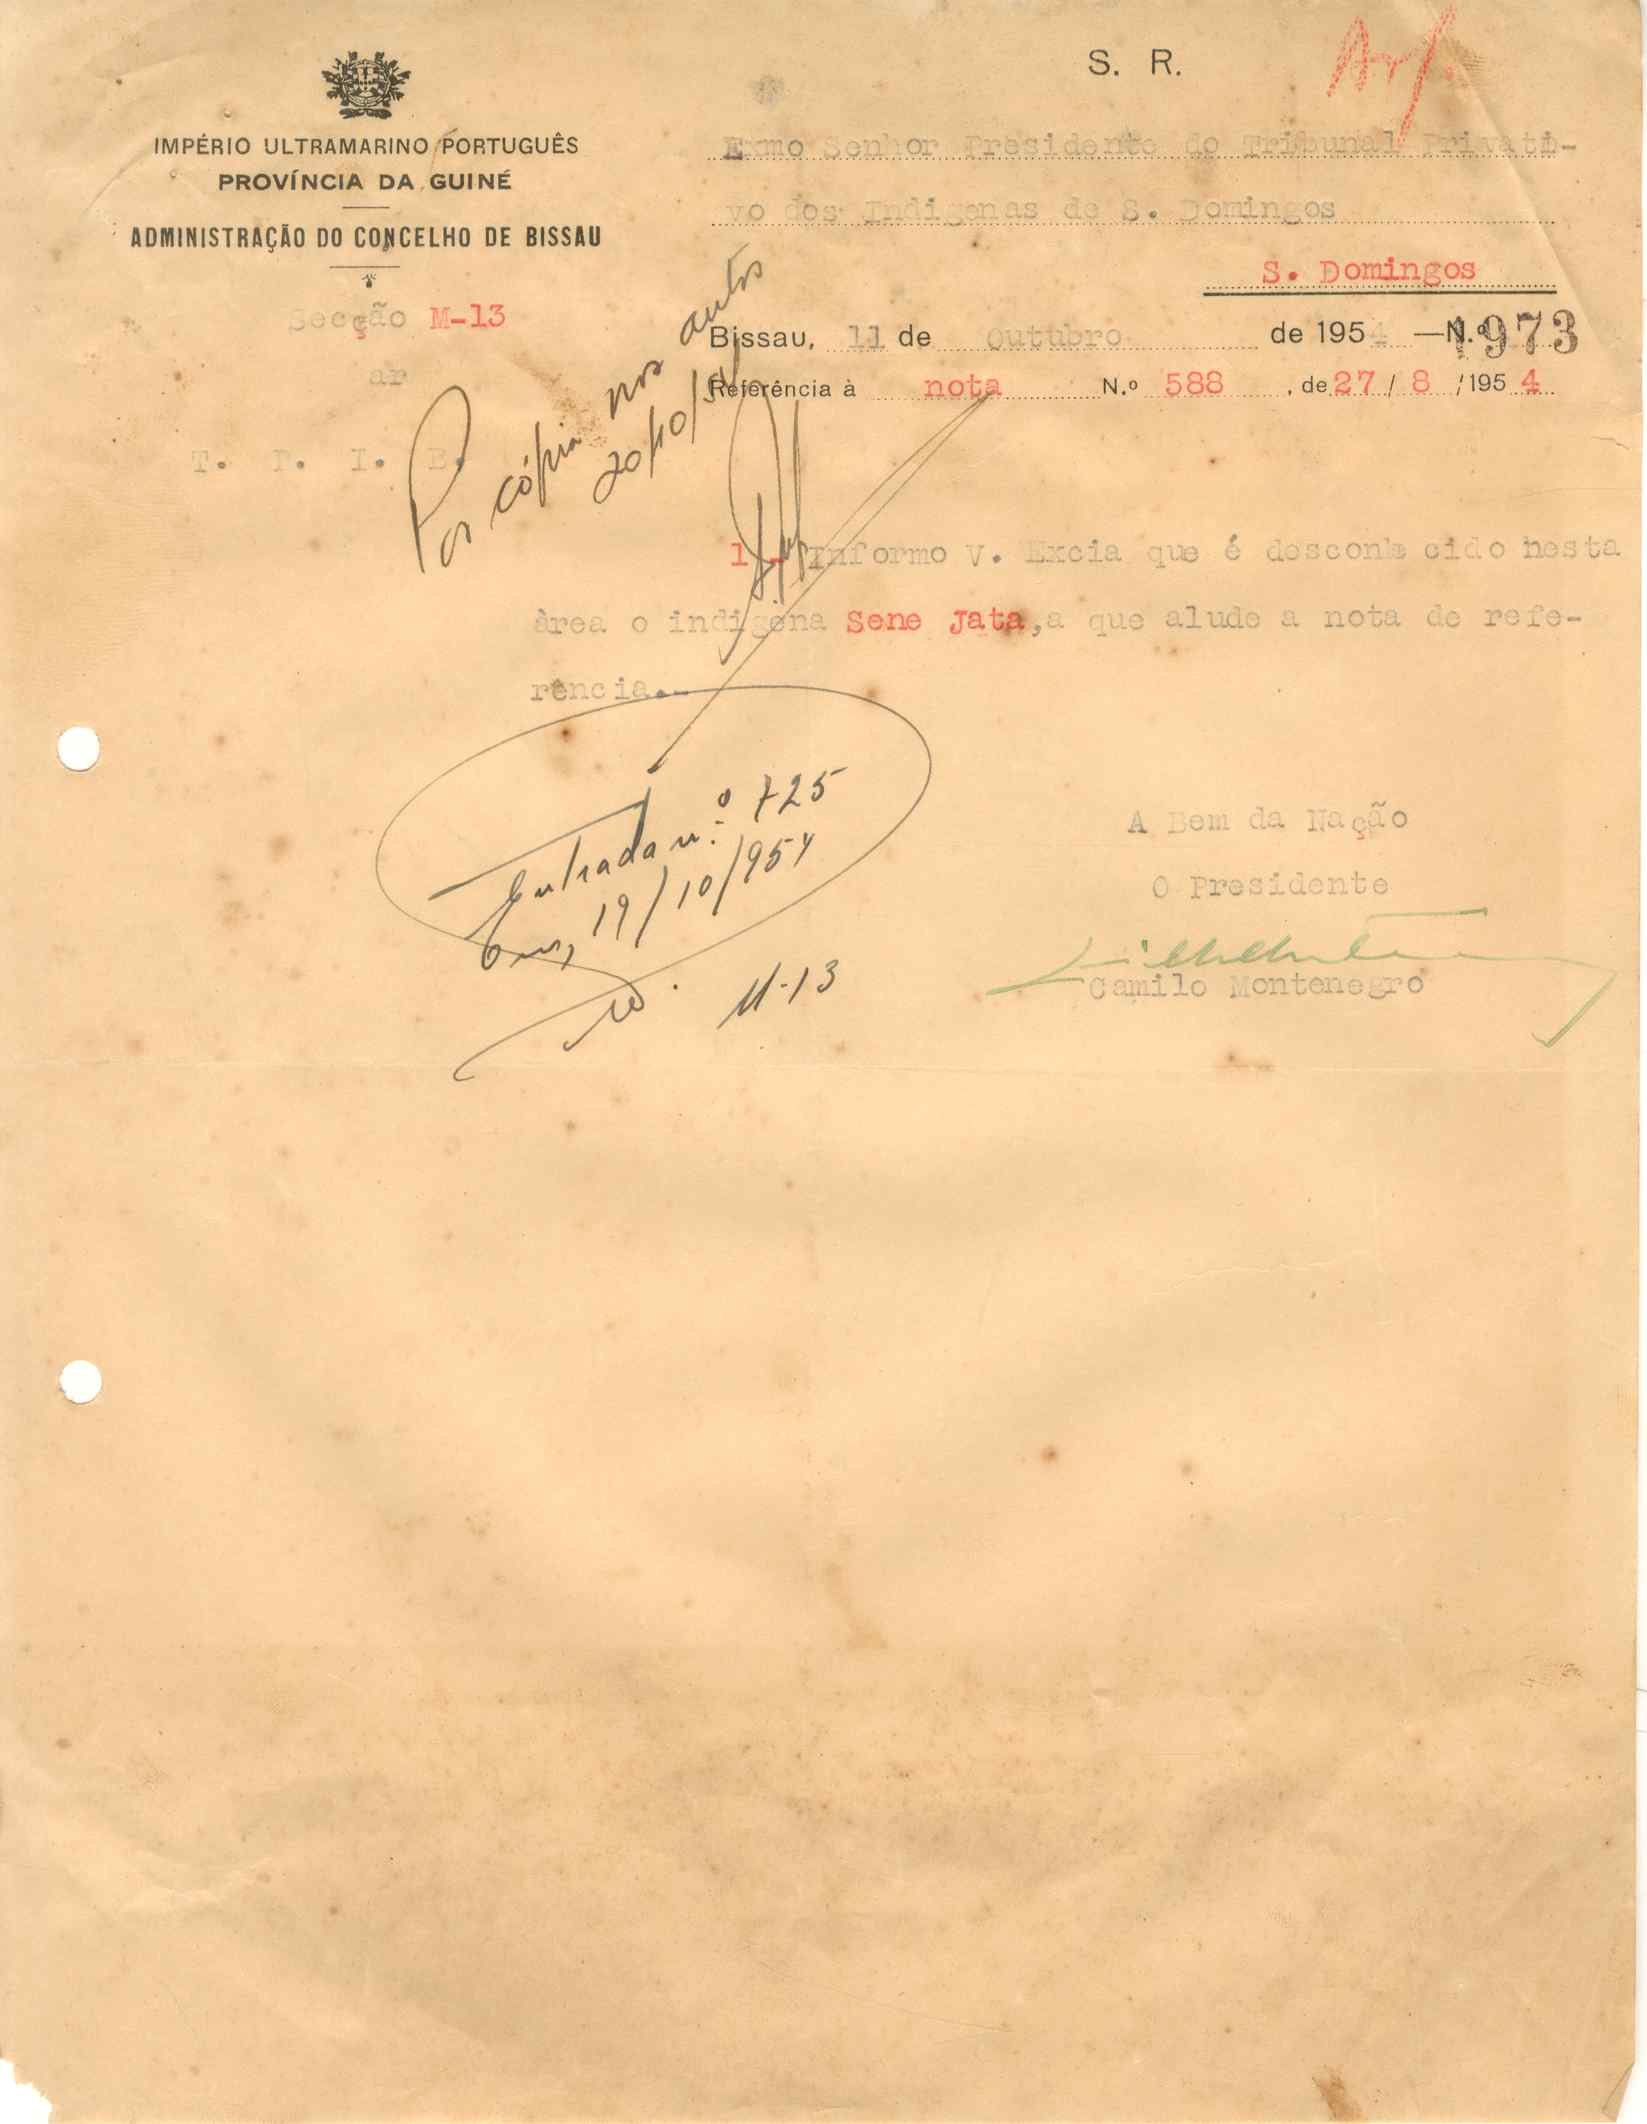 S. R.
Arq.
IMPÉRIO ULTRAMARINO PORTUGUÊS
PROVÍNCIA DA GUINÉ
ADMINISTRAÇÃO DO CONCELHO DE BISSAU
Secção M-13
ar
T. P. I. B.
Exmo Senhor Presidente do Tribunal Privati-
vo dos Indigenas de S. Domingos
S. Domingos
Bissau, 11 de Outubro de 1954 —N.º 1973
Referência à nota N.º 588, de 27/8/1954
Por cópia nos autos
20/10/54
1 - Informo V. Excia que é desconhecido nesta
àrea o indigena Sene Jata, a que alude a nota de refe-
rência.-
Entrada n.º 725
Em, 19/10/954
M-13
A Bem da Nação
O Presidente
Camilo Montenegro